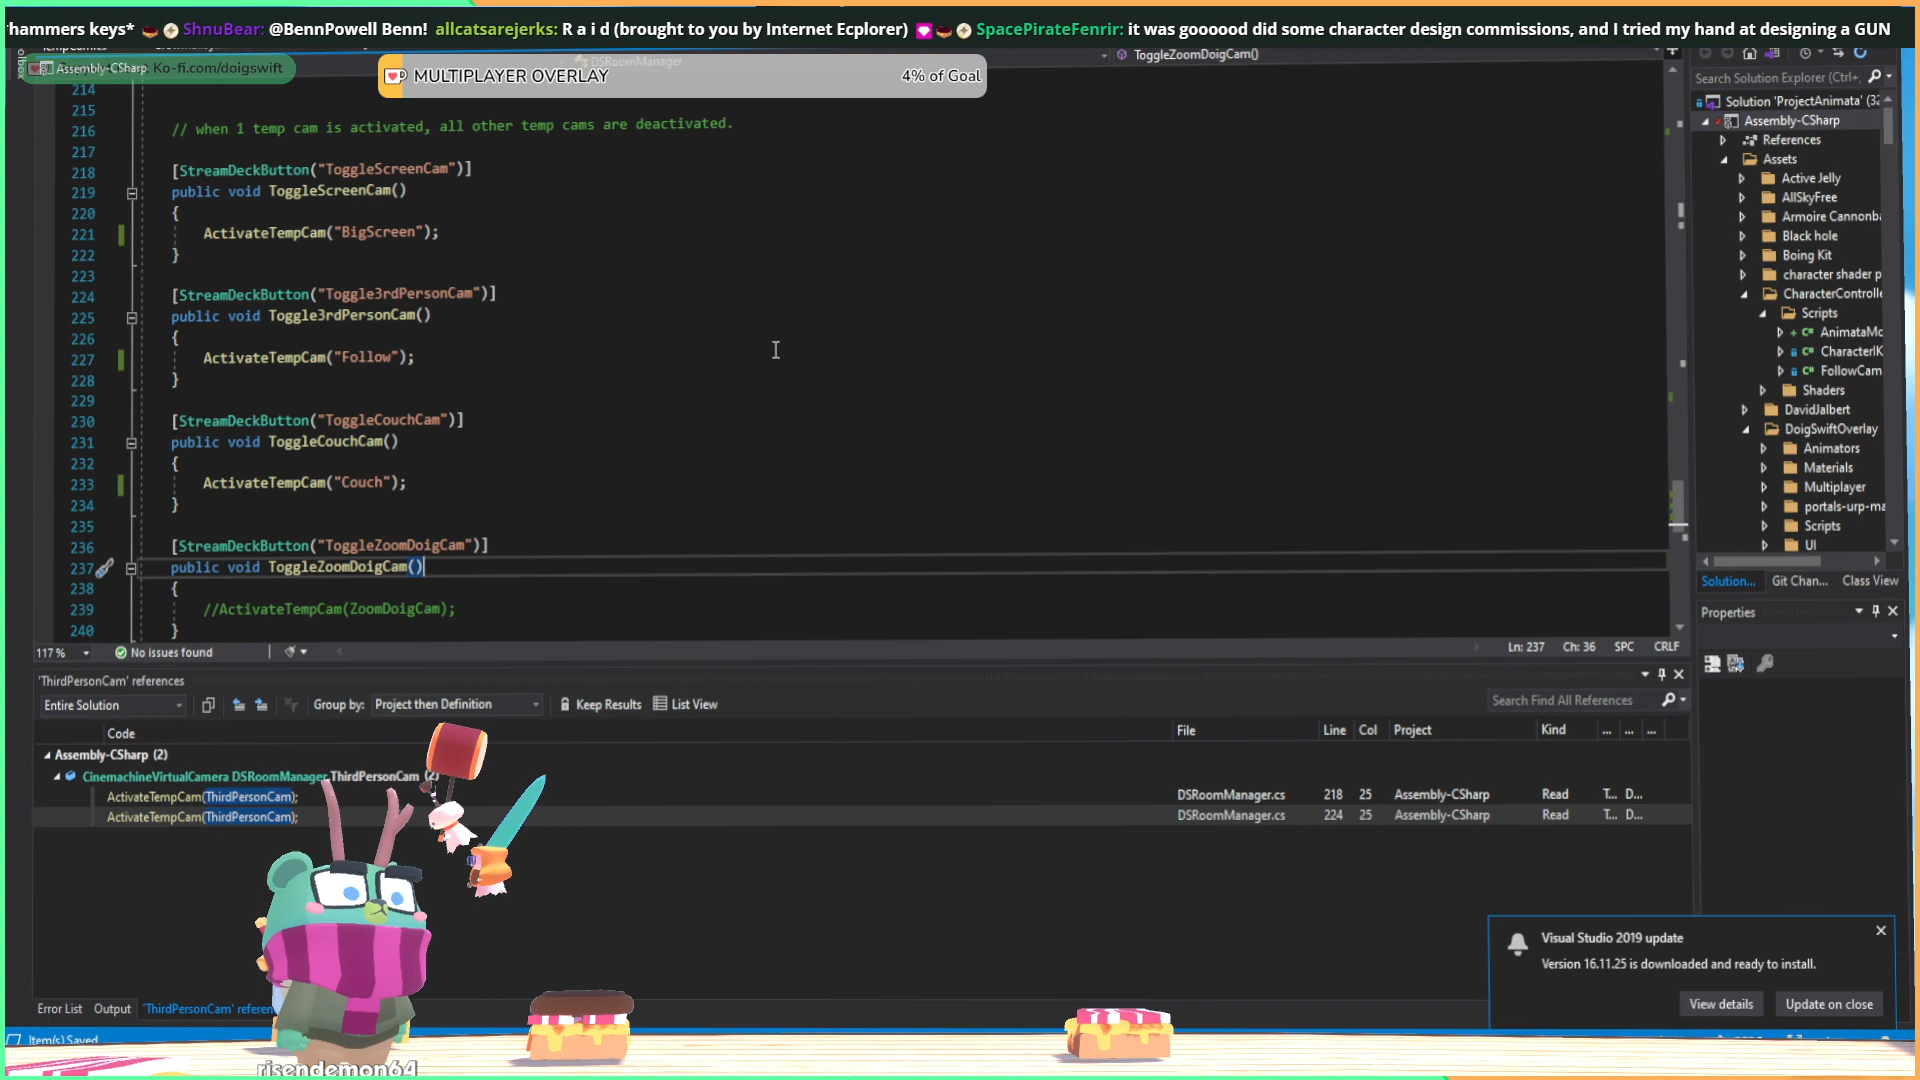 hammers keys* ShnuBear: @BennPowell Benn! allcatsarejerks: R a i d (brought to you by Internet Ecplorer) SpacePirateFenrir: it was goooood did some character design commissions, and I tried my hand at designing a GUN
Assembly-CSharp Ko-fi.com/doigswift
DSRoomManager
ToggleZoomDoigCam()
MULTIPLAYER OVERLAY 4% of Goal
214
215
216 // when 1 temp cam is activated, all other temp cams are deactivated.
217
218 [StreamDeckButton("ToggleScreenCam")]
219 public void ToggleScreenCam()
220 {
221 ActivateTempCam("BigScreen");
222 }
223
224 [StreamDeckButton("Toggle3rdPersonCam")]
225 public void Toggle3rdPersonCam()
226 {
227 ActivateTempCam("Follow");
228 }
229
230 [StreamDeckButton("ToggleCouchCam")]
231 public void ToggleCouchCam()
232 {
233 ActivateTempCam("Couch");
234 }
235
236 [StreamDeckButton("ToggleZoomDoigCam")]
237 public void ToggleZoomDoigCam()
238 {
239 //ActivateTempCam(ZoomDoigCam);
240 }
117 % No issues found Ln: 237 Ch: 36 SPC CRLF
Search Solution Explorer (Ctrl+;
Solution 'ProjectAnimata' (32
Assembly-CSharp
References
Assets
Active Jelly
AllSkyFree
Armoire Cannonba
Black hole
Boing Kit
character shader p
CharacterControlle
Scripts
AnimataMo
CharacterIK
FollowCam
Shaders
DavidJalbert
DoigSwiftOverlay
Animators
Materials
Multiplayer
portals-urp-ma
Scripts
UI
Solution... Git Chan... Class View
Properties
'ThirdPersonCam' references
Entire Solution Group by: Project then Definition Keep Results List View Search Find All References
Code File Line Col Project Kind ... ... ...
Assembly-CSharp (2)
CinemachineVirtualCamera DSRoomManager.ThirdPersonCam (2)
ActivateTempCam(ThirdPersonCam); DSRoomManager.cs 218 25 Assembly-CSharp Read T... D...
ActivateTempCam(ThirdPersonCam); DSRoomManager.cs 224 25 Assembly-CSharp Read T... D...
Visual Studio 2019 update
Version 16.11.25 is downloaded and ready to install.
View details Update on close
Error List Output 'ThirdPersonCam' referen
Item(s) Saved
risendemon64